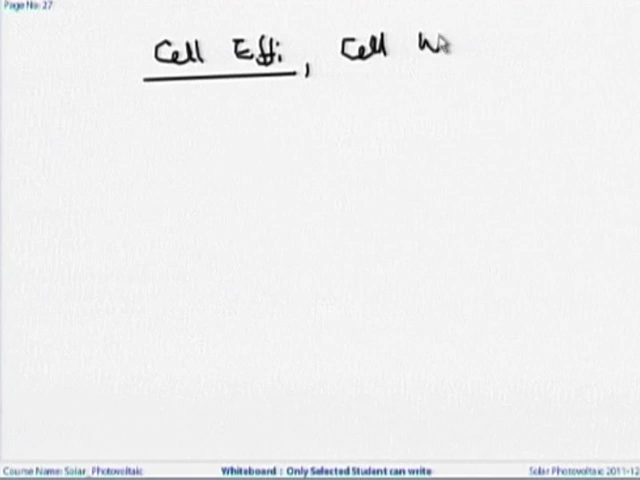 Page No: 27
Cell Effi, Cell
Course Name: Solar_Photovoltaic Whiteboard : Only Selected Student can write Solar Photovoltaic 2011-12